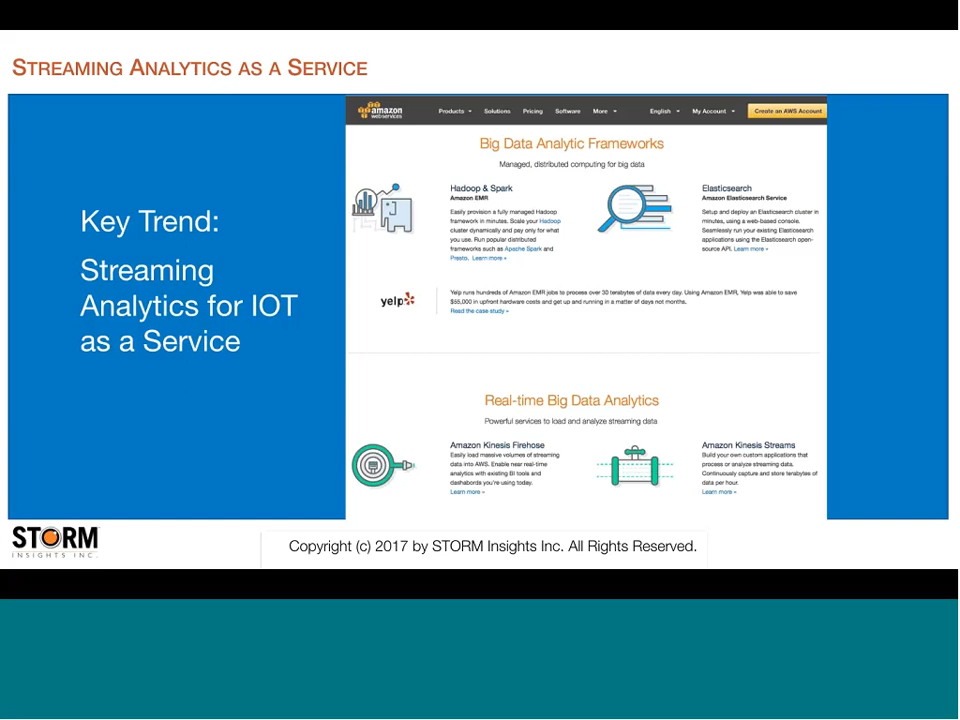 STREAMING ANALYTICS AS A SERVICE
Key Trend:
Streaming
Analytics for IOT
as a Service
amazon
webservices
Products Solutions Pricing Software More English My Account Create an AWS Account
Big Data Analytic Frameworks
Managed, distributed computing for big data
Hadoop & Spark
Amazon EMR
Easily provision a fully managed Hadoop
framework in minutes. Scale your Hadoop
cluster dynamically and pay only for what
you use. Run popular distributed
frameworks such as Apache Spark and
Presto. Learn more »
Elasticsearch
Amazon Elasticsearch Service
Setup and deploy an Elasticsearch cluster in
minutes, using a web-based console.
Seamlessly run your existing Elasticsearch
applications using the Elasticsearch open-
source API. Learn more »
yelp
Yelp runs hundreds of Amazon EMR jobs to process over 30 terabytes of data every day. Using Amazon EMR, Yelp was able to save
$55,000 in upfront hardware costs and get up and running in a matter of days not months.
Read the case study »
Real-time Big Data Analytics
Powerful services to load and analyze streaming data
Amazon Kinesis Firehose
Easily load massive volumes of streaming
data into AWS. Enable near real-time
analytics with existing BI tools and
dashabords you're using today.
Learn more »
Amazon Kinesis Streams
Build your own custom applications that
process or analyze streaming data.
Continuously capture and store terabytes of
data per hour.
Learn more »
STORM
INSIGHTS INC.
Copyright (c) 2017 by STORM Insights Inc. All Rights Reserved.